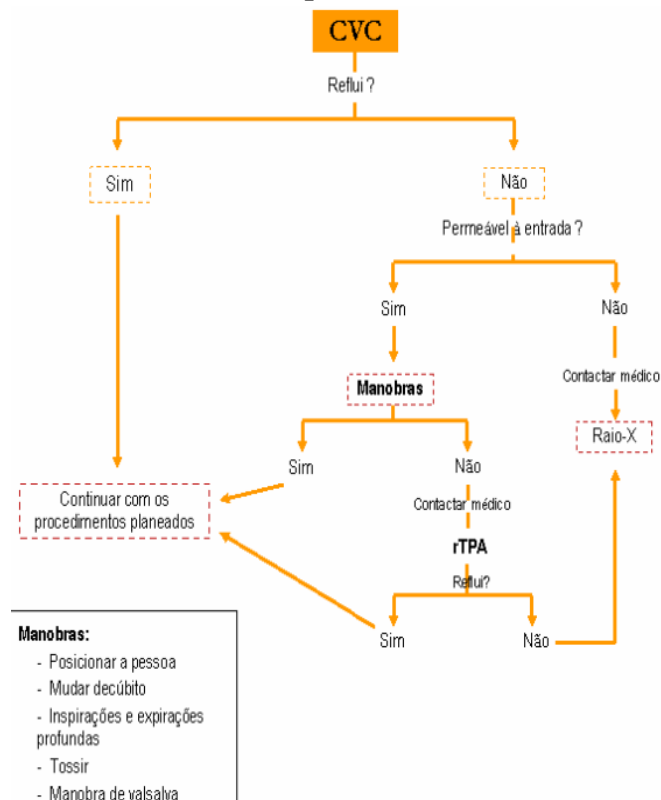 CVC
Reflui ?
Sim
Não
Permeável à entrada ?
Sim
Não
Manobras
Contactar médico
Raio-X
Sim
Não
Continuar com os
procedimentos planeados
Contactar médico
rTPA
Reflui?
Sim
Não
Manobras:
- Posicionar a pessoa
- Mudar decúbito
- Inspirações e expirações
profundas
- Tossir
- Manobra de valsalva